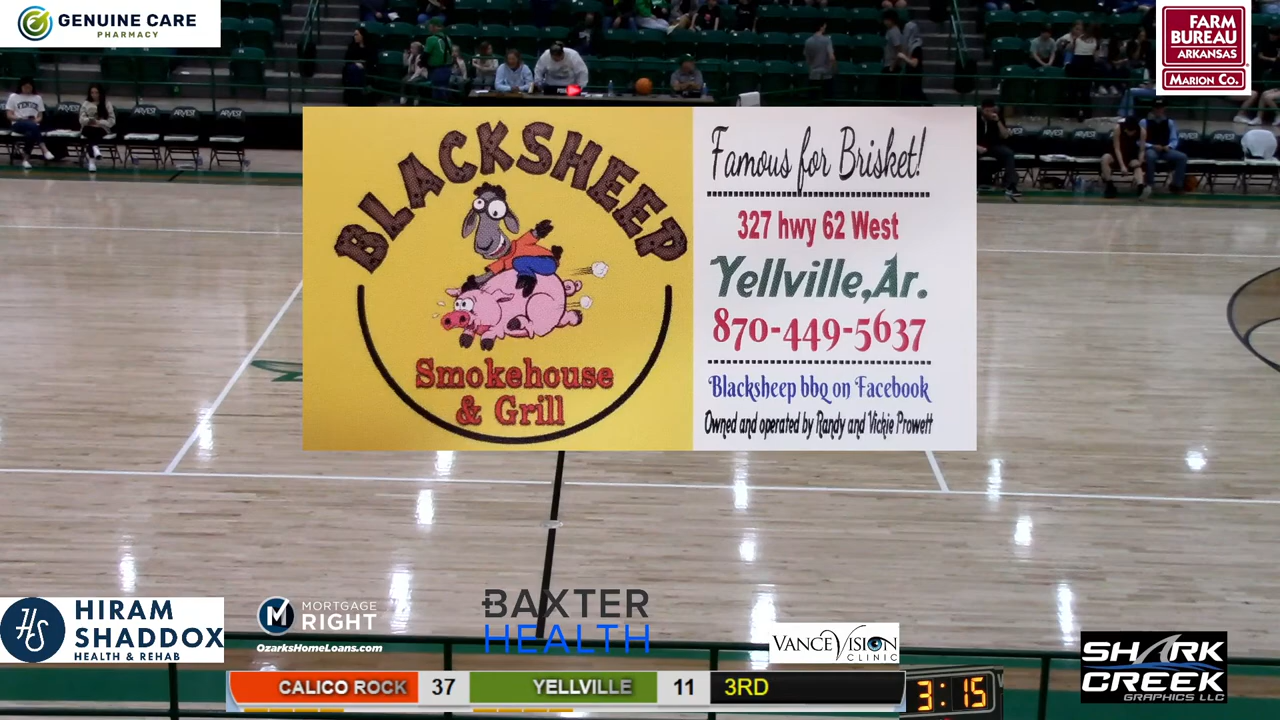 GENUINE CARE
PHARMACY
FARM
BUREAU
ARKANSAS
MARION CO.
BLACKSHEEP
Smokehouse
& Grill
Famous for Brisket!
327 hwy 62 West
Yellville,Ar.
870-449-5637
Blacksheep bbq on Facebook
Owned and operated by Randy and Vickie Prowett
HS
HIRAM
SHADDOX
HEALTH & REHAB
M
MORTGAGE
RIGHT
OzarksHomeLoans.com
BAXTER
HEALTH
VANCE VISION
CLINIC
SHARK
CREEK
GRAPHICS LLC
CALICO ROCK 37 YELLVILLE 11 3RD 3:15